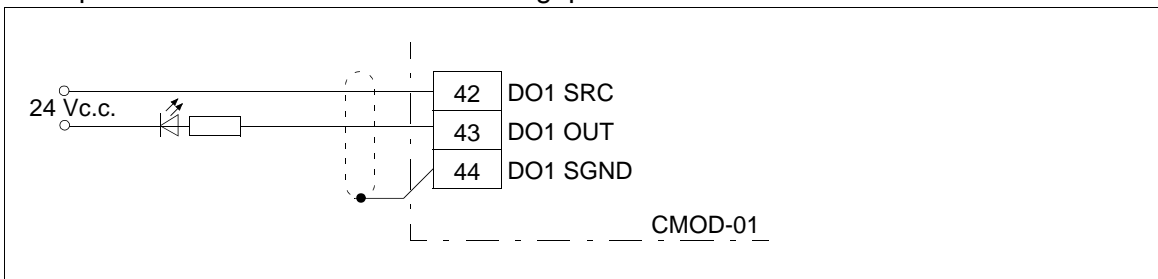 42 DO1 SRC
24 Vc.c.
43 DO1 OUT
44 DO1 SGND
CMOD-01